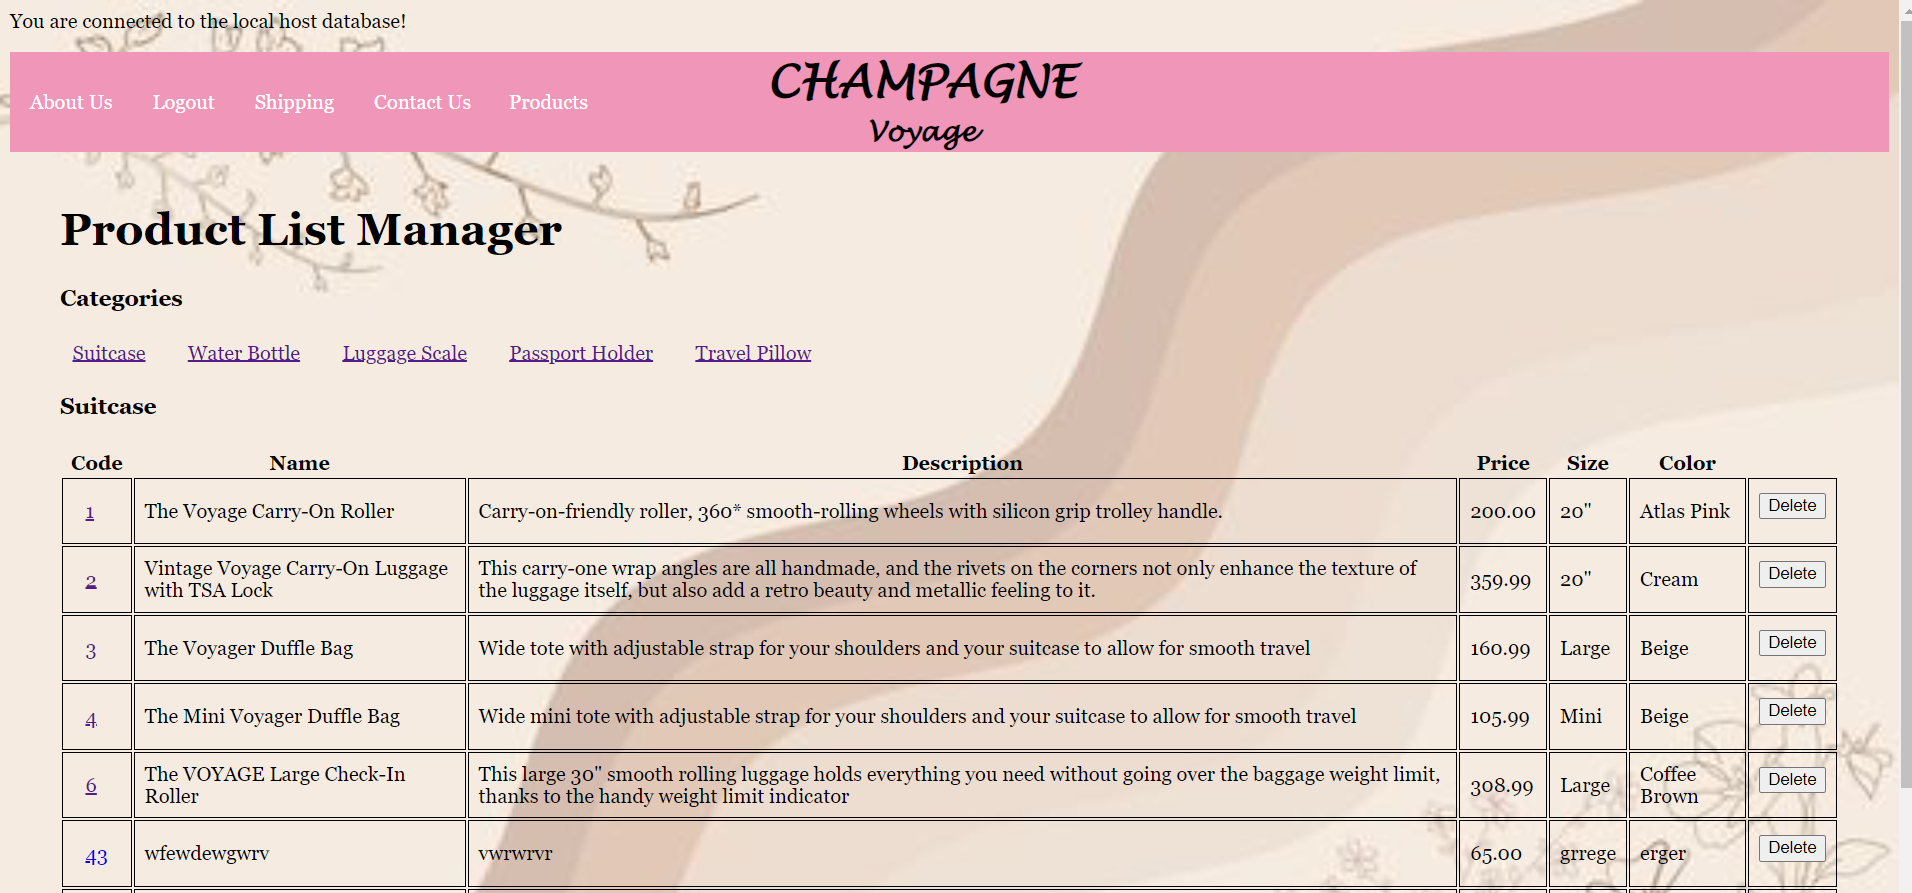 You are connected to the local host database!
CHAMPAGNE
About Us Logout Shipping Contact Us Products
Voyage
Product List Manager
Categories
Suitcase Water Bottle Luggage Scale Passport Holder Travel Pillow
Suitcase
Code Name Description Price Size Color
1 The Voyage Carry-On Roller Carry-on-friendly roller, 360* smooth-rolling wheels with silicon grip trolley handle. 200.00 20" Atlas Pink Delete
2 Vintage Voyage Carry-On Luggage with TSA Lock This carry-one wrap angles are all handmade, and the rivets on the corners not only enhance the texture of the luggage itself, but also add a retro beauty and metallic feeling to it. 359.99 20" Cream Delete
3 The Voyager Duffle Bag Wide tote with adjustable strap for your shoulders and your suitcase to allow for smooth travel 160.99 Large Beige Delete
4 The Mini Voyager Duffle Bag Wide mini tote with adjustable strap for your shoulders and your suitcase to allow for smooth travel 105.99 Mini Beige Delete
6 The VOYAGE Large Check-In Roller This large 30" smooth rolling luggage holds everything you need without going over the baggage weight limit, thanks to the handy weight limit indicator 308.99 Large Coffee Brown Delete
43 wfewdewgwrv vwrwrvr 65.00 grrege erger Delete